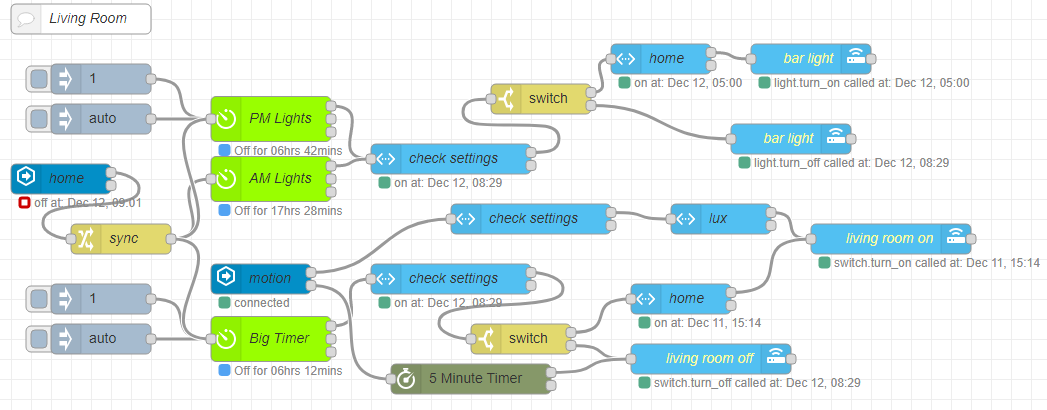 Living Room
1
auto
home
off at: Dec 12, 09:01
sync
1
auto
PM Lights
Off for 06hrs 42mins
AM Lights
Off for 17hrs 28mins
motion
connected
Big Timer
Off for 06hrs 12mins
check settings
on at: Dec 12, 08:29
switch
home
on at: Dec 12, 05:00
bar light
light.turn_on called at: Dec 12, 05:00
bar light
light.turn_off called at: Dec 12, 08:29
check settings
lux
living room on
switch.turn_on called at: Dec 11, 15:14
check settings
on at: Dec 12, 08:29
switch
home
on at: Dec 11, 15:14
living room off
switch.turn_off called at: Dec 12, 08:29
5 Minute Timer